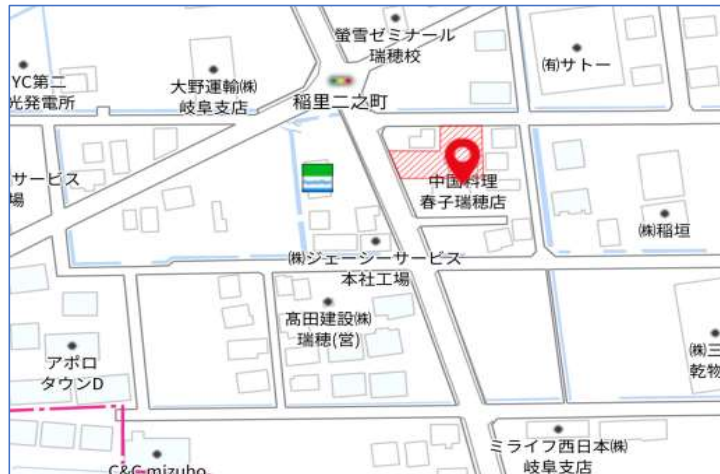 螢雪ゼミナール
瑞穂校
㈲サトー
YC第二
光発電所
大野運輸㈱
岐阜支店
稲里二之町
サービス
場
中国料理
春子瑞穂店
㈱稲垣
㈱ジェーシーサービス
本社工場
髙田建設㈱
瑞穂(営)
アポロ
タウンD
㈱三
乾物
ミライフ西日本㈱
岐阜支店
C&C mizuho